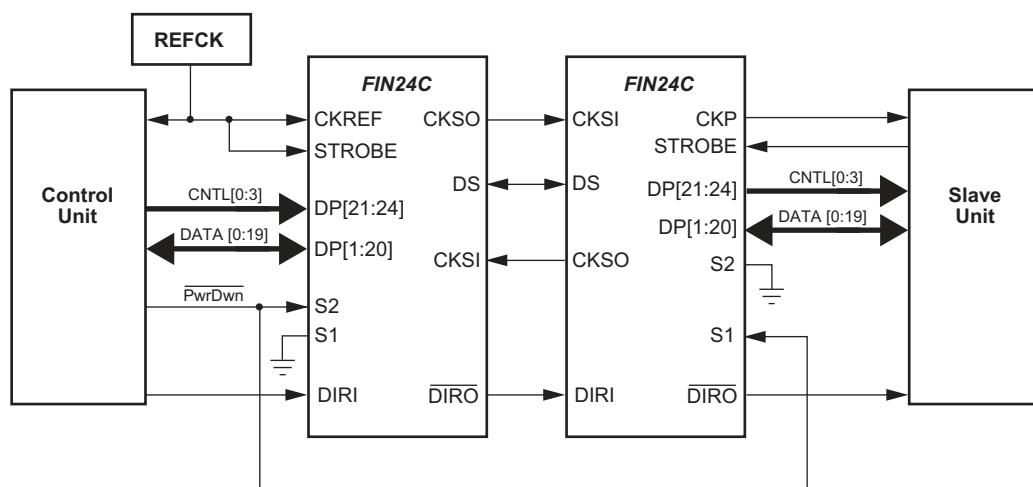 REFCK
FIN24C
FIN24C
CKREF
CKSO
CKSI
CKP
STROBE
STROBE
Control
Unit
CNTL[0:3]
DP[21:24]
DS
DS
DP[21:24]
CNTL[0:3]
Slave
Unit
DATA [0:19]
DP[1:20]
DP[1:20]
DATA [0:19]
CKSI
CKSO
S2
PwrDwn
S2
S1
S1
DIRI
DIRO
DIRI
DIRO